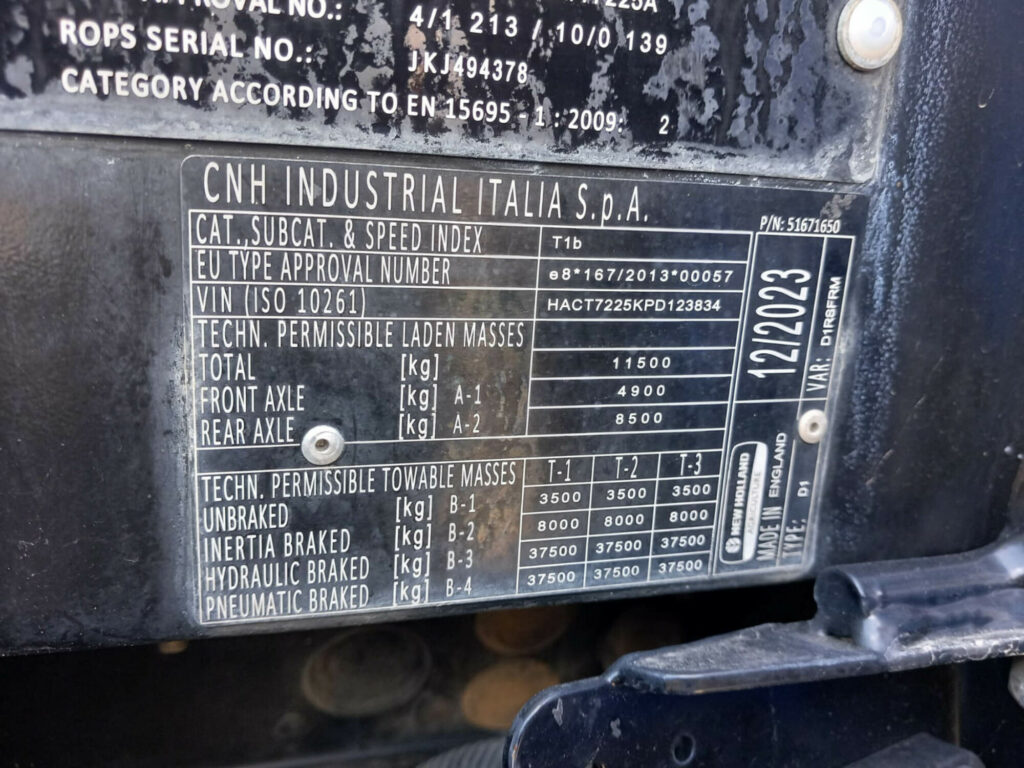 APPROVAL NO.: 225A
4/1 213 / 10/0 139
ROPS SERIAL NO.: JKJ494378
CATEGORY ACCORDING TO EN 15695 - 1 : 2009: 2
CNH INDUSTRIAL ITALIA S.p.A.
P/N: 51671650
CAT.,SUBCAT. & SPEED INDEX T1b
EU TYPE APPROVAL NUMBER e8*167/2013*00057
VIN (ISO 10261) HACT7225KPD123834
TECHN. PERMISSIBLE LADEN MASSES
TOTAL [kg] 11500
FRONT AXLE [kg] A-1 4900
REAR AXLE [kg] A-2 8500
TECHN. PERMISSIBLE TOWABLE MASSES T-1 T-2 T-3
UNBRAKED [kg] B-1 3500 3500 3500
INERTIA BRAKED [kg] B-2 8000 8000 8000
HYDRAULIC BRAKED [kg] B-3 37500 37500 37500
PNEUMATIC BRAKED [kg] B-4 37500 37500 37500
12/2023
VAR: D1R8FRM
NEW HOLLAND
AGRICULTURE
MADE IN ENGLAND
TYPE: D1